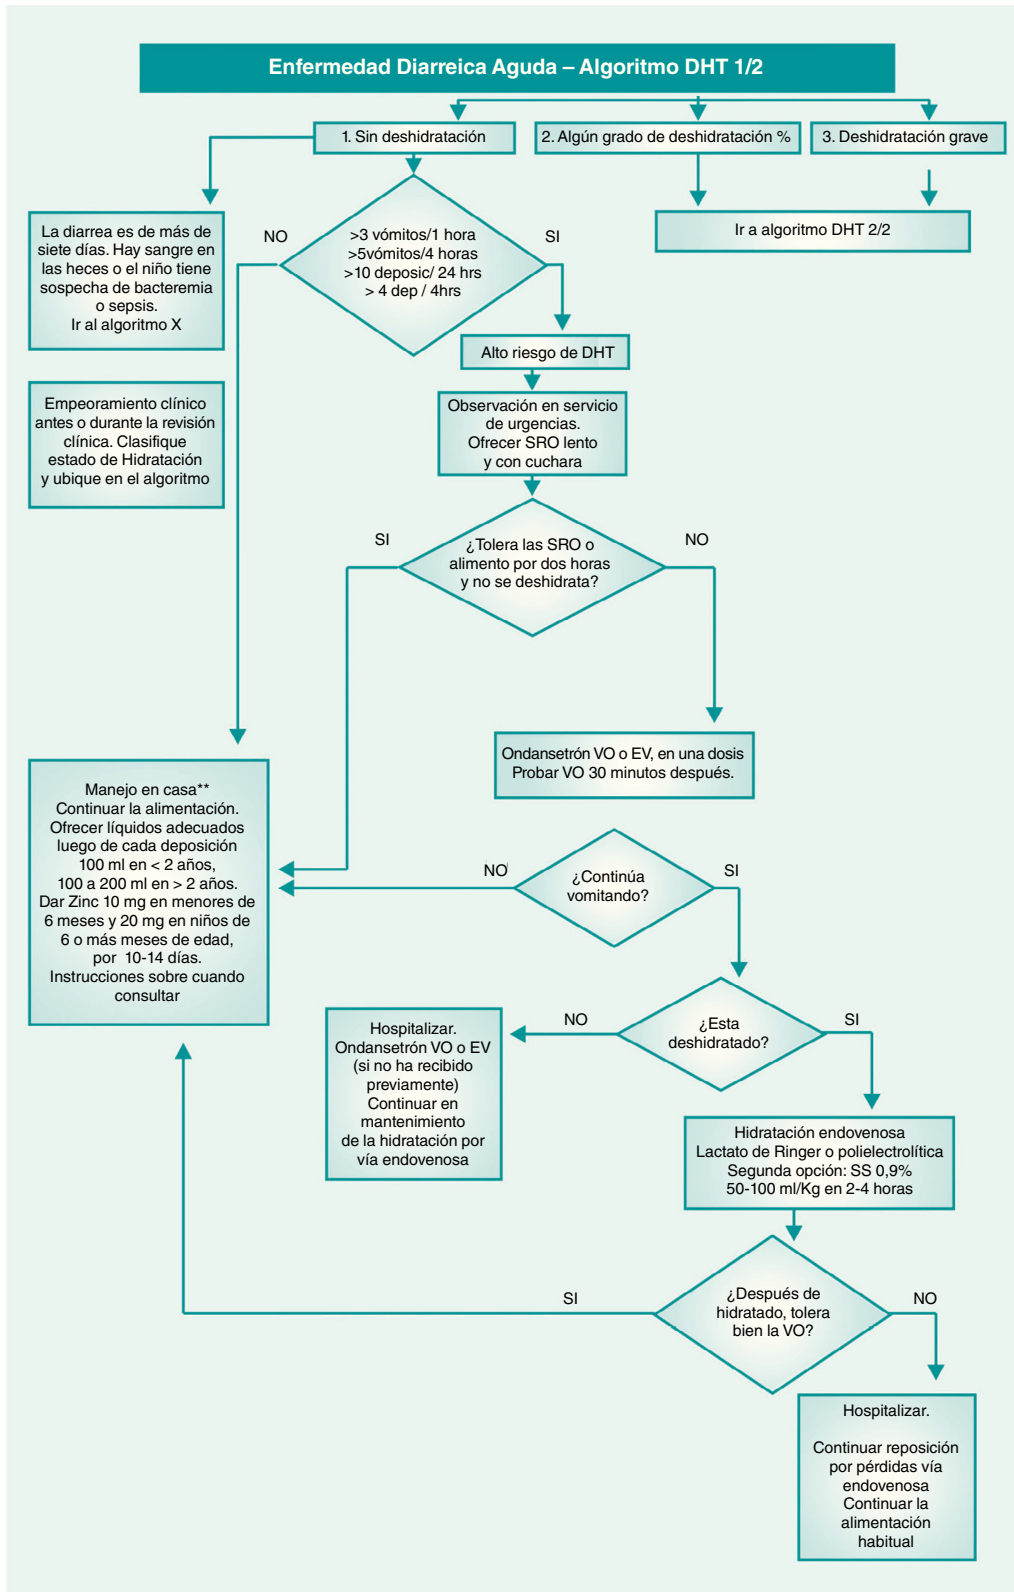 Enfermedad Diarreica Aguda – Algoritmo DHT 1/2
1. Sin deshidratación
2. Algún grado de deshidratación %
3. Deshidratación grave
La diarrea es de más de
siete días. Hay sangre en
las heces o el niño tiene
sospecha de bacteremia
o sepsis.
Ir al algoritmo X
NO
>3 vómitos/1 hora
>5vómitos/4 horas
>10 deposic/ 24 hrs
> 4 dep / 4hrs
SI
Ir a algoritmo DHT 2/2
Alto riesgo de DHT
Empeoramiento clínico
antes o durante la revisión
clínica. Clasifique
estado de Hidratación
y ubique en el algoritmo
Observación en servicio
de urgencias.
Ofrecer SRO lento
y con cuchara
SI
¿Tolera las SRO o
alimento por dos horas
y no se deshidrata?
NO
Ondansetrón VO o EV, en una dosis
Probar VO 30 minutos después.
Manejo en casa**
Continuar la alimentación.
Ofrecer líquidos adecuados
luego de cada deposición
100 ml en < 2 años,
100 a 200 ml en > 2 años.
Dar Zinc 10 mg en menores de
6 meses y 20 mg en niños de
6 o más meses de edad,
por 10-14 días.
Instrucciones sobre cuando
consultar
NO
¿Continúa
vomitando?
SI
Hospitalizar.
Ondansetrón VO o EV
(si no ha recibido
previamente)
Continuar en
mantenimiento
de la hidratación por
vía endovenosa
NO
¿Esta
deshidratado?
SI
Hidratación endovenosa
Lactato de Ringer o polielectrolítica
Segunda opción: SS 0,9%
50-100 ml/Kg en 2-4 horas
SI
¿Después de
hidratado, tolera
bien la VO?
NO
Hospitalizar.
Continuar reposición
por pérdidas vía
endovenosa
Continuar la
alimentación
habitual